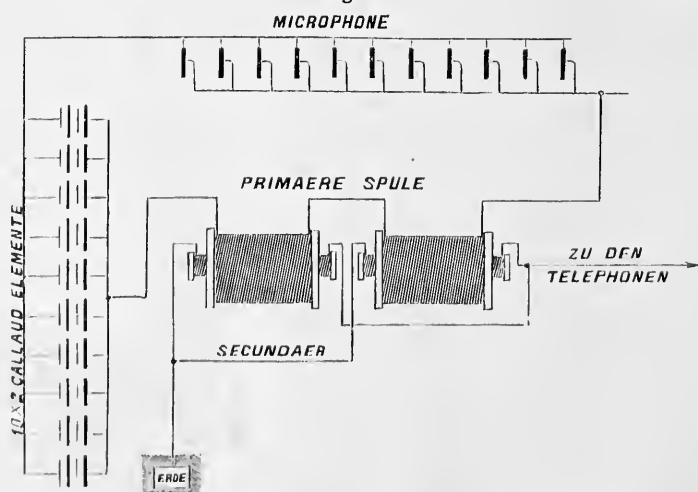 MICROPHONE
PRIMAERE SPULE
ZU DEN
TELEPHONEN
SECUNDAER
10×2 CALLAUD ELEMENTE
ERDE